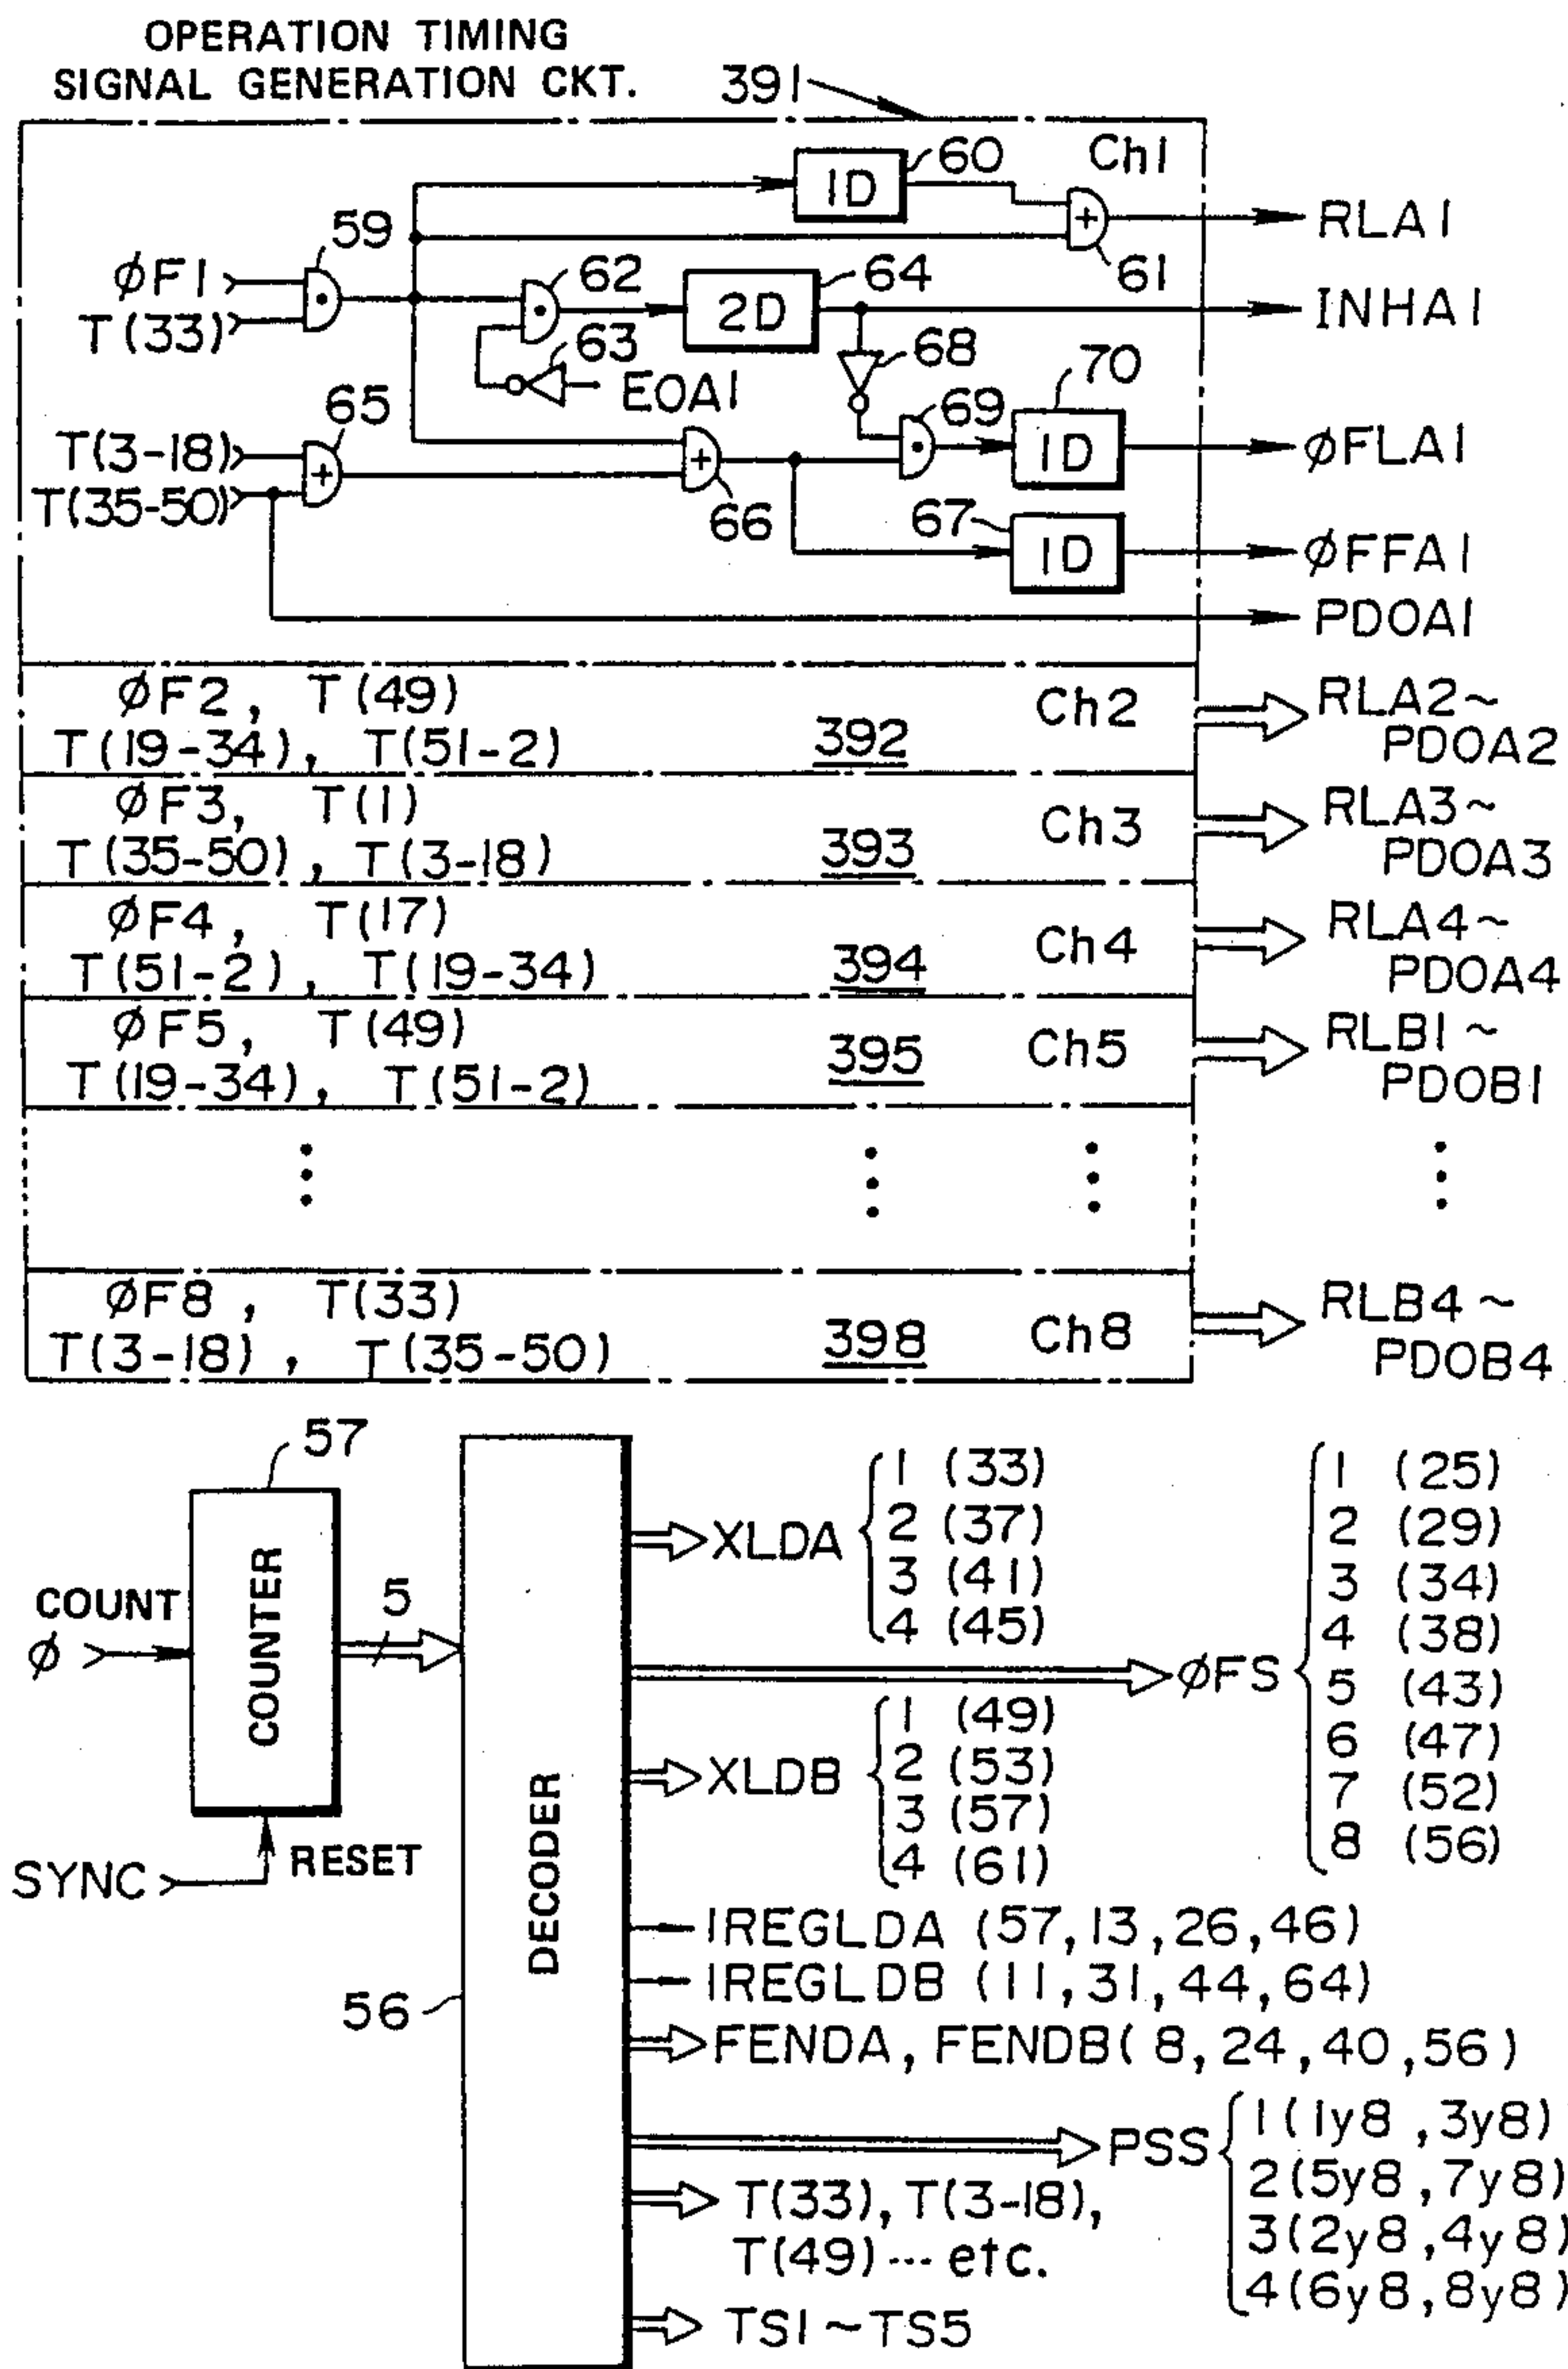 OPERATION TIMING
SIGNAL GENERATION CKT.
391
Ch1
1D
60
61
RLA1
59
ØF1
T(33)
62
2D
64
INHA1
63
EOA1
68
65
T(3-18)
T(35-50)
66
69
70
1D
ØFLA1
67
1D
ØFFA1
PDOA1
ØF2, T(49)
T(19-34), T(51-2)
392
Ch2
RLA2~
PDOA2
ØF3, T(1)
T(35-50), T(3-18)
393
Ch3
RLA3~
PDOA3
ØF4, T(17)
T(51-2), T(19-34)
394
Ch4
RLA4~
PDOA4
ØF5, T(49)
T(19-34), T(51-2)
395
Ch5
RLB1~
PDOB1
ØF8, T(33)
T(3-18), T(35-50)
398
Ch8
RLB4~
PDOB4
57
COUNTER
COUNT
Ø
SYNC
RESET
5
DECODER
56
XLDA
1 (33)
2 (37)
3 (41)
4 (45)
ØFS
1 (25)
2 (29)
3 (34)
4 (38)
5 (43)
6 (47)
7 (52)
8 (56)
XLDB
1 (49)
2 (53)
3 (57)
4 (61)
IREGLDA (57,13,26,46)
IREGLDB (11,31,44,64)
FENDA, FENDB(8,24,40,56)
PSS
1(1y8,3y8)
2(5y8,7y8)
3(2y8,4y8)
4(6y8,8y8)
T(33), T(3-18),
T(49)--- etc.
TS1~TS5